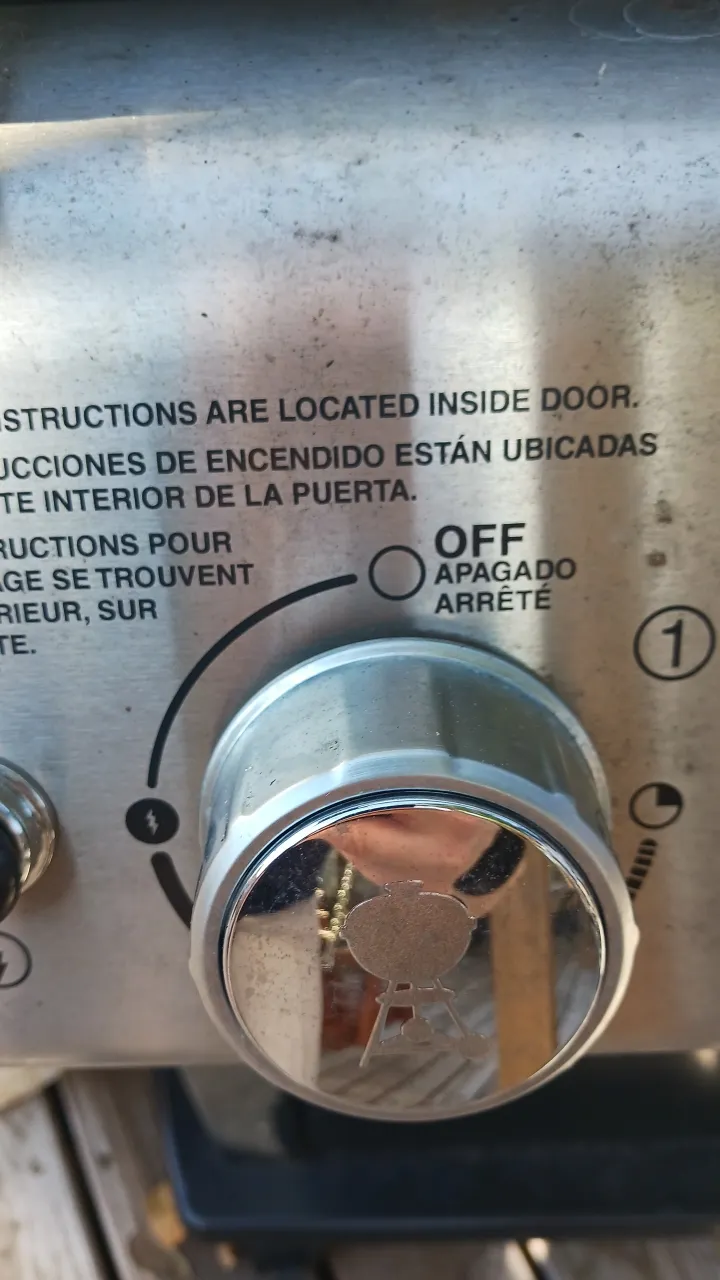 NSTRUCTIONS ARE LOCATED INSIDE DOOR.
UCCIONES DE ENCENDIDO ESTÁN UBICADAS
TE INTERIOR DE LA PUERTA.
RUCTIONS POUR
AGE SE TROUVENT
RIEUR, SUR
TE.
OFF
APAGADO
ARRÊTÉ
1